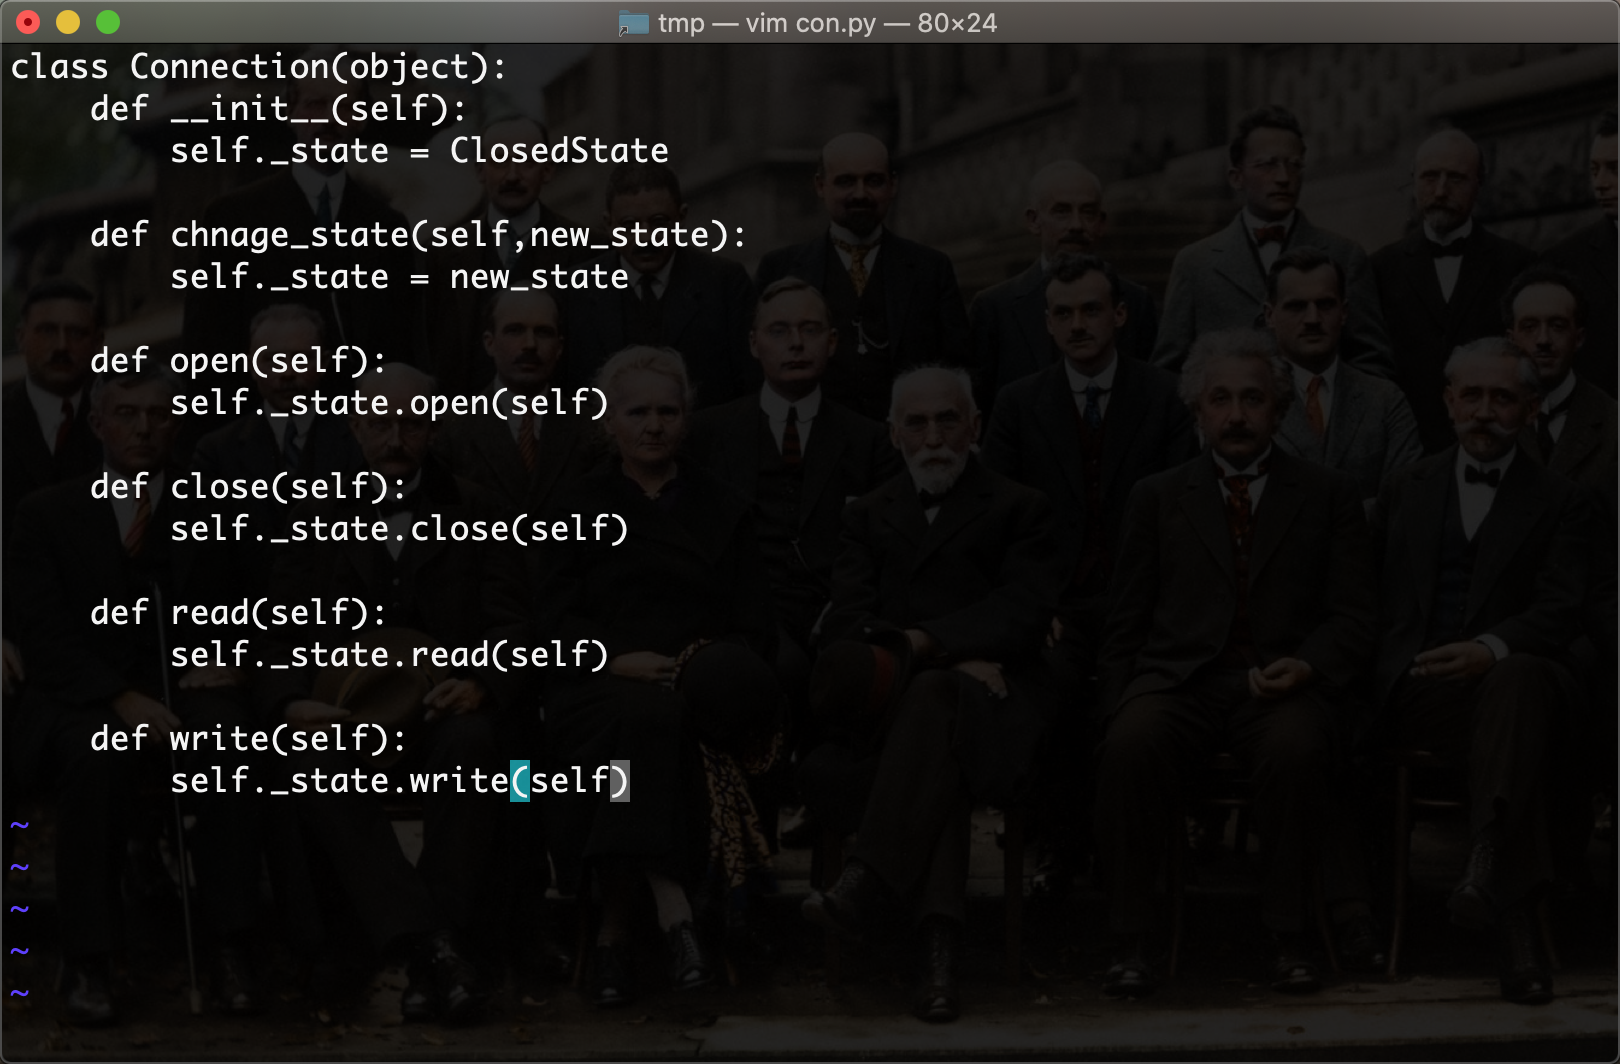 tmp — vim con.py — 80×24
class Connection(object):
    def __init__(self):
        self._state = ClosedState

    def chnage_state(self,new_state):
        self._state = new_state

    def open(self):
        self._state.open(self)

    def close(self):
        self._state.close(self)

    def read(self):
        self._state.read(self)

    def write(self):
        self._state.write(self)
~
~
~
~
~